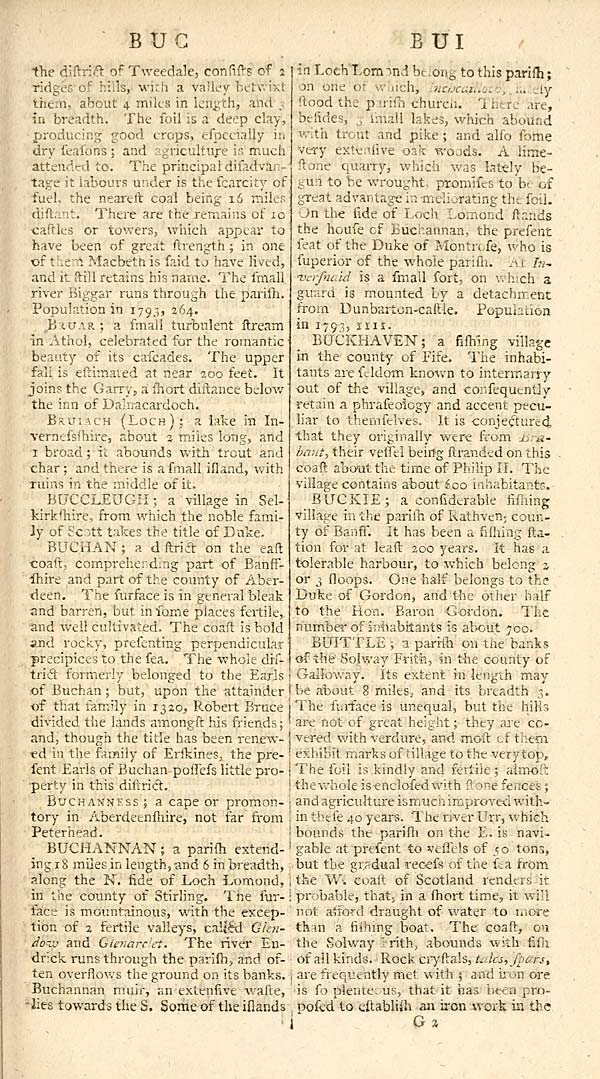 BUC
the diſtrict of Tweedale, conſiſts of 2
ridges of hills, with a valley betwixt
them, about 4 miles in length, and 3
in breadth. The ſoil is a deep clay,
producing good crops, eſpecially in
dry ſeaſons; and agriculture is much
attended to. The principal diſadvan-
tage it labours under is the ſcarcity of
fuel, the neareſt coal being 16 miles
diſtant. There are the remains of 10
caſtles or towers, which appear to
have been of great ſtrength; in one
of them Macbeth is ſaid to have lived,
and it ſtill retains his name. The ſmall
river Biggar runs through the pariſh.
Population in 1793, 264.
BRUAR; a ſmall turbulent ſtream
in Athol, celebrated for the romantic
beauty of its caſcades. The upper
fall is eſtimated at near 200 feet. It
joins the Garry, a ſhort diſtance below
the inn of Dalnacardoch.
BRUIACH (LOCH); a lake in In-
verneſsſhire, about 2 miles long, and
1 broad; it abounds with trout and
char; and there is a ſmall iſland, with
ruins in the middle of it.
BUCCLEUGH; a village in Sel-
kirkſhire, from which the noble fami-
ly of Scott takes the title of Duke.
BUCHAN; a diſtrict on the eaſt
coaſt, comprehending part of Banff-
ſhire and part of the county of Aber-
deen. The ſurface is in general bleak
and barren, but in ſome places fertile,
and well cultivated. The coaſt is bold
and rocky, preſenting perpendicular
precipices to the ſea. The whole diſ-
trict formerly belonged to the Earls
of Buchan; but, upon the attainder
of that family in 1320, Robert Bruce
divided the lands amongſt his friends;
and, though the title has been renew-
ed in the family of Erſkines, the pre-
ſent Earls of Buchan poſſeſs little pro-
perty in this diſtrict.
BUCHANNESS; a cape or promon-
tory in Aberdeenſhire, not far from
Peterhead.
BUCHANNAN; a pariſh extend-
ing 18 miles in length, and 6 in breadth,
along the N. ſide of Loch Lomond,
in the county of Stirling. The ſur-
face is mountainous, with the excep-
tion of 2 fertile valleys, called Glen-
dow and Glenarclet. The river En-
drick runs through the pariſh, and of-
ten overflows the ground on its banks.
Buchannan muir, an extenſive waſte,
lies towards the S. Some of the iſlands
BUI
in Loch Lomond belong to this pariſh;
on one of which, lately
ſtood the pariſh church. There are,
beſides, 3 ſmall lakes, which abound
with trout and pike; and alſo ſome
very extenſive oak woods. A lime-
ſtone quarry, which was lately be-
gun to be wrought, promiſes to be of
great advantage in meliorating the ſoil.
On the ſide of Loch Lomond ſtands
the houſe of Buchannan, the preſent
ſeat of the Duke of Montroſe, who is
ſuperior of the whole pariſh. At In-
verſnaid is a ſmall fort, on which a
guard is mounted by a detachment
from Dunbarton-caſtle. Population
in 1793, 1111.
BUCKHAVEN; a fiſhing village
in the county of Fife. The inhabi-
tants are ſeldom known to intermarry
out of the village, and conſequently
retain a phraſeology and accent pecu-
liar to themſelves. It is conjectured
that they originally were from Bra-
bant, their veſſel being ſtranded on this
coaſt about the time of Philip II. The
village contains about 600 inhabitants.
BUCKIE; a conſiderable fiſhing
village in the pariſh of Rathven, coun-
ty of Banff. It has been a fiſhing ſta-
tion for at leaſt 200 years. It has a
tolerable harbour, to which belong 2
or 3 ſloops. One half belongs to the
Duke of Gordon, and the other half
to the Hon. Baron Gordon. The
number of inhabitants is about 700.
BUITTLE; a pariſh on the banks
of the Solway Frith, in the county of
Galloway. Its extent in length may
be about 8 miles, and its breadth 3.
The ſurface is unequal, but the hills
are not of great height; they are co-
vered with verdure, and moſt of them
exhibit marks of tillage to the very top.
The ſoil is kindly and fertile; almoſt
the whole is encloſed with ſtone fences;
and agriculture is much improved with-
in theſe 40 years. The river Urr, which
bounds the pariſh on the E. is navi-
gable at preſent to veſſels of 50 tons,
but the gradual receſs of the ſea from
the W. coaſt of Scotland renders it
probable, that, in a ſhort time, it will
not afford draught of water to more
than a fiſhing boat. The coaſt, on
the Solway Frith, abounds with fiſh
of all kinds. Rock cryſtals, talcs, ſpars,
are frequently met with; and iron ore
is ſo plenteous, that it has been pro-
poſed to eſtabliſh an iron work in the
G 2